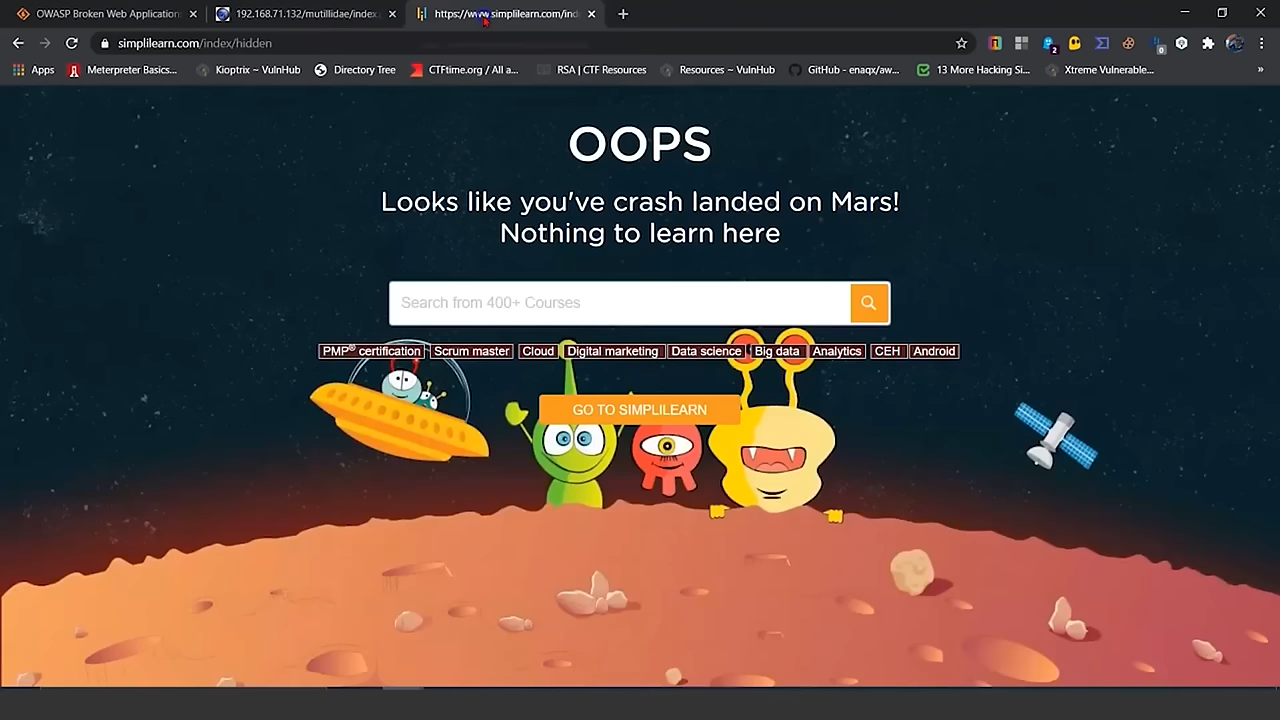 OWASP Broken Web Application
192.168.71.132/mutillidae/index.
https://www.simplilearn.com/ind
simplilearn.com/index/hidden
2
0
Apps
Meterpreter Basics...
Kioptrix ~ VulnHub
Directory Tree
CTFtime.org / All a...
RSA | CTF Resources
Resources ~ VulnHub
GitHub - enaqx/aw...
13 More Hacking Si...
Xtreme Vulnerable...
»
OOPS
Looks like you've crash landed on Mars!
Nothing to learn here
Search from 400+ Courses
PMP® certification Scrum master Cloud Digital marketing Data science Big data Analytics CEH Android
GO TO SIMPLILEARN